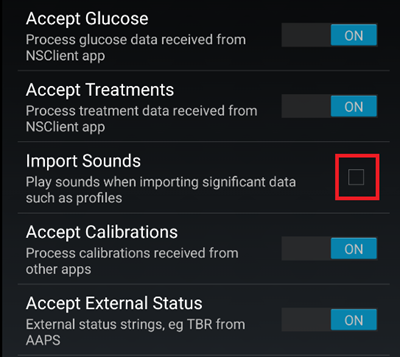 Accept Glucose
Process glucose data received from
NSClient app
ON
Accept Treatments
Process treatment data received from
NSClient app
ON
Import Sounds
Play sounds when importing significant data
such as profiles
Accept Calibrations
Process calibrations received from
other apps
ON
Accept External Status
External status strings, eg TBR from
AAPS
ON